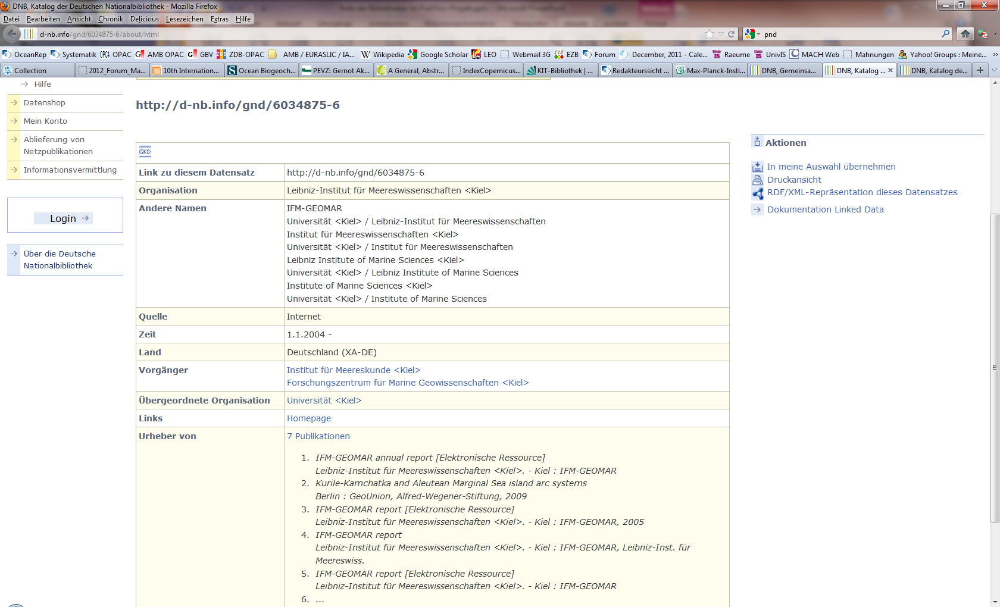 DNB, Katalog der Deutschen Nationalbibliothek - Mozilla Firefox
Datei Bearbeiten Ansicht Chronik Delicious Lesezeichen Extras Hilfe
d-nb.info/gnd/6034875-6/about/html
pnd
OceanRep Systematik OPC4 OPAC AMB OPAC GBV ZDB ZDB-OPAC AMB / EURASLIC / IA... Wikipedia Google Scholar LEO Webmail 3G EZB Forum December, 2011 - Cale... Raeume UnivIS MACH Web Mahnungen Yahoo! Groups : Meine... »
Collection 2012_Forum_Ma... 10th Internation... Ocean Biogeoch... PEVZ: Gernot Ak... A General, Abstr... IndexCopernicus... KIT-Bibliothek | ... Redakteurssicht ... Max-Planck-Insti... DNB, Gemeinsa... DNB, Katalog ... × DNB, Katalog de... +
Hilfe
Datenshop
Mein Konto
Ablieferung von
Netzpublikationen
Informationsvermittlung
Login
Über die Deutsche
Nationalbibliothek
http://d-nb.info/gnd/6034875-6
GKD
Link zu diesem Datensatz http://d-nb.info/gnd/6034875-6
Organisation Leibniz-Institut für Meereswissenschaften <Kiel>
Andere Namen IFM-GEOMAR
Universität <Kiel> / Leibniz-Institut für Meereswissenschaften
Institut für Meereswissenschaften <Kiel>
Universität <Kiel> / Institut für Meereswissenschaften
Leibniz Institute of Marine Sciences <Kiel>
Universität <Kiel> / Leibniz Institute of Marine Sciences
Institute of Marine Sciences <Kiel>
Universität <Kiel> / Institute of Marine Sciences
Quelle Internet
Zeit 1.1.2004 -
Land Deutschland (XA-DE)
Vorgänger Institut für Meereskunde <Kiel>
Forschungszentrum für Marine Geowissenschaften <Kiel>
Übergeordnete Organisation Universität <Kiel>
Links Homepage
Urheber von 7 Publikationen
1. IFM-GEOMAR annual report [Elektronische Ressource]
Leibniz-Institut für Meereswissenschaften <Kiel>. - Kiel : IFM-GEOMAR
2. Kurile-Kamchatka and Aleutean Marginal Sea island arc systems
Berlin : GeoUnion, Alfred-Wegener-Stiftung, 2009
3. IFM-GEOMAR report [Elektronische Ressource]
Leibniz-Institut für Meereswissenschaften <Kiel>. - Kiel : IFM-GEOMAR, 2005
4. IFM-GEOMAR report
Leibniz-Institut für Meereswissenschaften <Kiel>. - Kiel : IFM-GEOMAR, Leibniz-Inst. für
Meereswiss.
5. IFM-GEOMAR report [Elektronische Ressource]
Leibniz-Institut für Meereswissenschaften <Kiel>. - Kiel : IFM-GEOMAR
6. ...
Aktionen
In meine Auswahl übernehmen
Druckansicht
RDF/XML-Repräsentation dieses Datensatzes
Dokumentation Linked Data